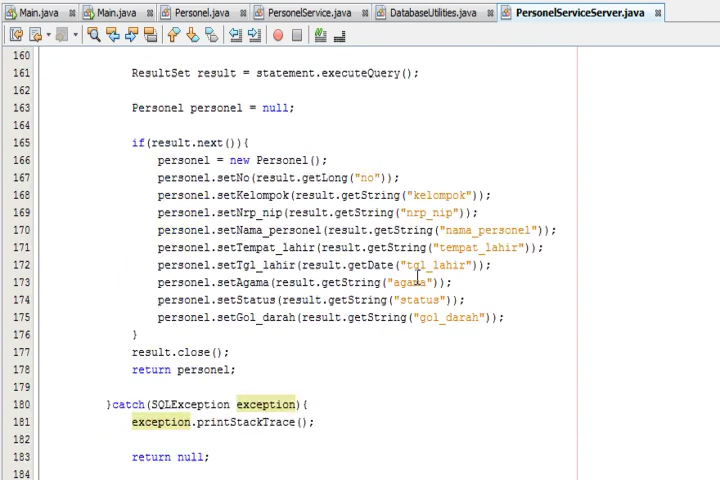 Main.java Main.java Personel.java PersonelService.java DatabaseUtilities.java PersonelServiceServer.java
160
161 ResultSet result = statement.executeQuery();
162
163 Personel personel = null;
164
165 if(result.next()){
166 personel = new Personel();
167 personel.setNo(result.getLong("no"));
168 personel.setKelompok(result.getString("kelompok"));
169 personel.setNrp_nip(result.getString("nrp_nip"));
170 personel.setNama_personel(result.getString("nama_personel"));
171 personel.setTempat_lahir(result.getString("tempat_lahir"));
172 personel.setTgl_lahir(result.getDate("tgl_lahir"));
173 personel.setAgama(result.getString("agama"));
174 personel.setStatus(result.getString("status"));
175 personel.setGol_darah(result.getString("gol_darah"));
176 }
177 result.close();
178 return personel;
179
180 }catch(SQLException exception){
181 exception.printStackTrace();
182
183 return null;
184